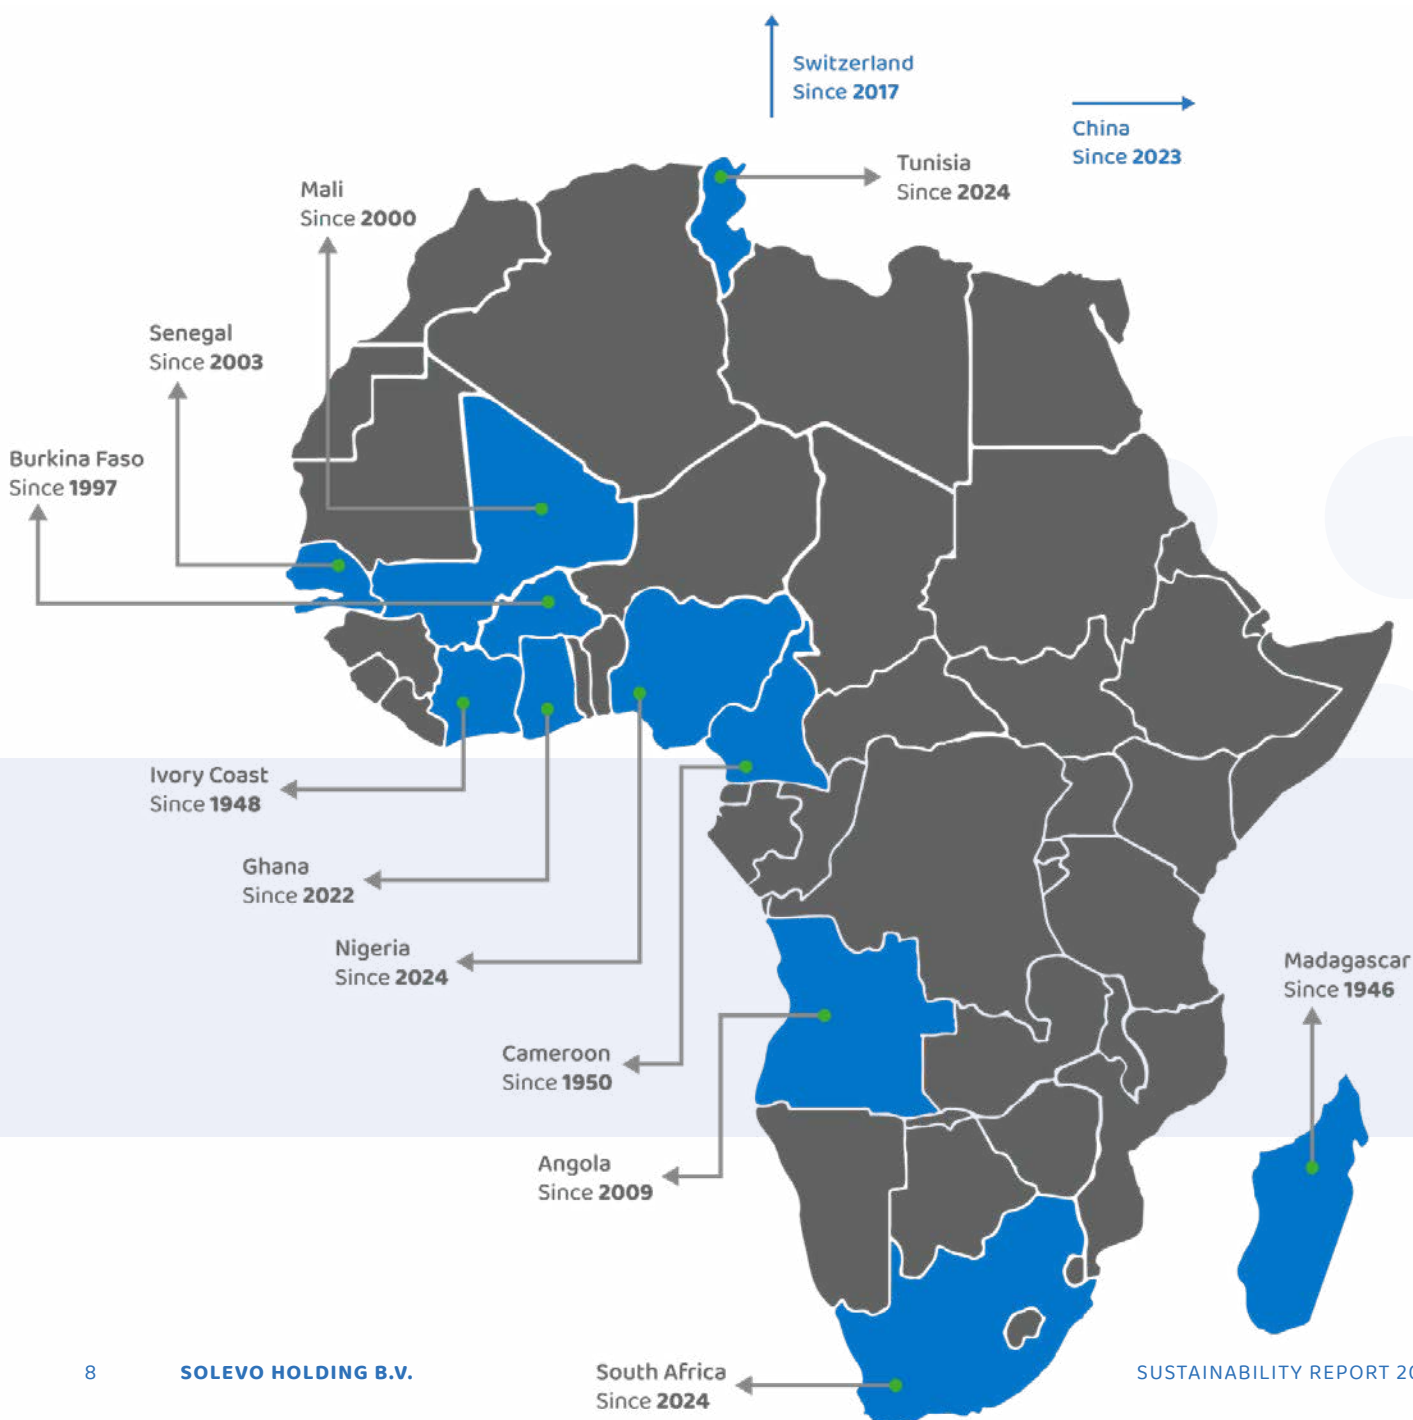 Switzerland
Since 2017
China
Since 2023
Tunisia
Since 2024
Mali
Since 2000
Senegal
Since 2003
Burkina Faso
Since 1997
Ivory Coast
Since 1948
Ghana
Since 2022
Nigeria
Since 2024
Madagascar
Since 1946
Cameroon
Since 1950
Angola
Since 2009
South Africa
Since 2024
8 SOLEVO HOLDING B.V. SUSTAINABILITY REPORT